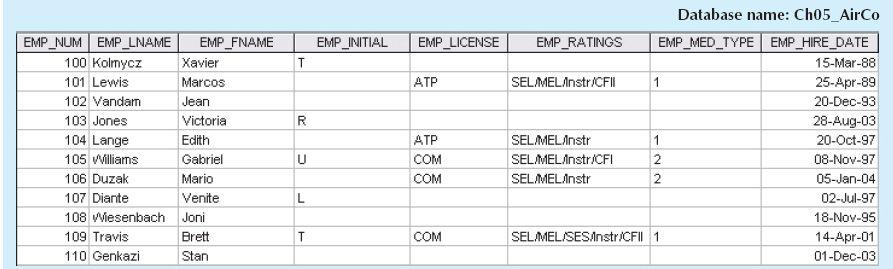 Database name: Ch05_AirCo
EMP_NUM EMP_LNAME EMP_FNAME EMP_INITIAL EMP_LICENSE EMP_RATINGS EMP_MED_TYPE EMP_HIRE_DATE
100 Kolmycz Xavier T 15-Mar-88
101 Lewis Marcos ATP SEL/MEL/Instr/CFII 1 25-Apr-89
102 Vandam Jean 20-Dec-93
103 Jones Victoria R 28-Aug-03
104 Lange Edith ATP SEL/MEL/Instr 1 20-Oct-97
105 Williams Gabriel U COM SEL/MEL/Instr/CFI 2 08-Nov-97
106 Duzak Mario COM SEL/MEL/Instr 2 05-Jan-04
107 Diante Venite L 02-Jul-97
108 Wiesenbach Joni 18-Nov-95
109 Travis Brett T COM SEL/MEL/SES/Instr/CFII 1 14-Apr-01
110 Genkazi Stan 01-Dec-03